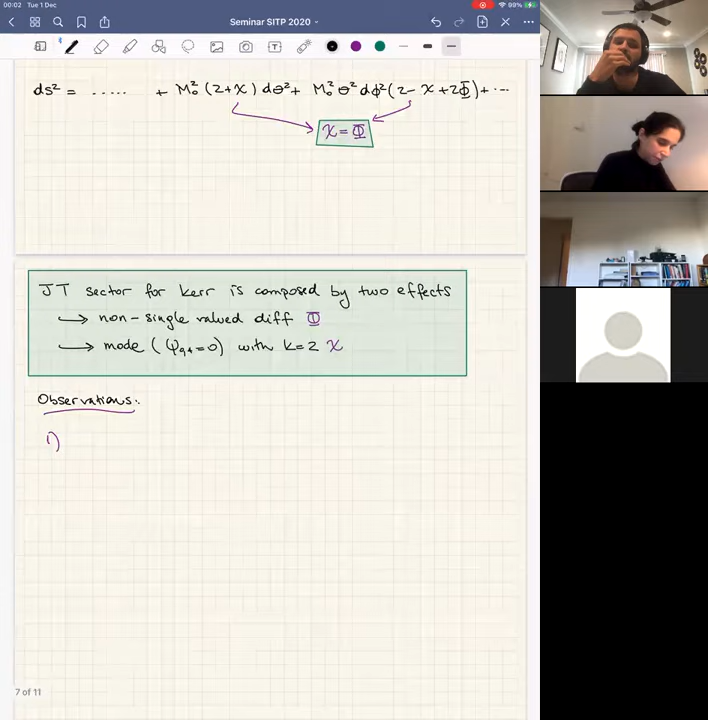 00:02 Tue 1 Dec
99%
Seminar SITP 2020
ds² = ...... + M₀² (2+χ) dθ² + M₀² θ² dφ² (2 - χ + 2Φ) + ...
χ = Φ
JT sector for Kerr is composed by two effects
→ non-single valued diff Φ
→ mode (Ψ₄ = 0) with k=2 χ
Observations:
1)
7 of 11